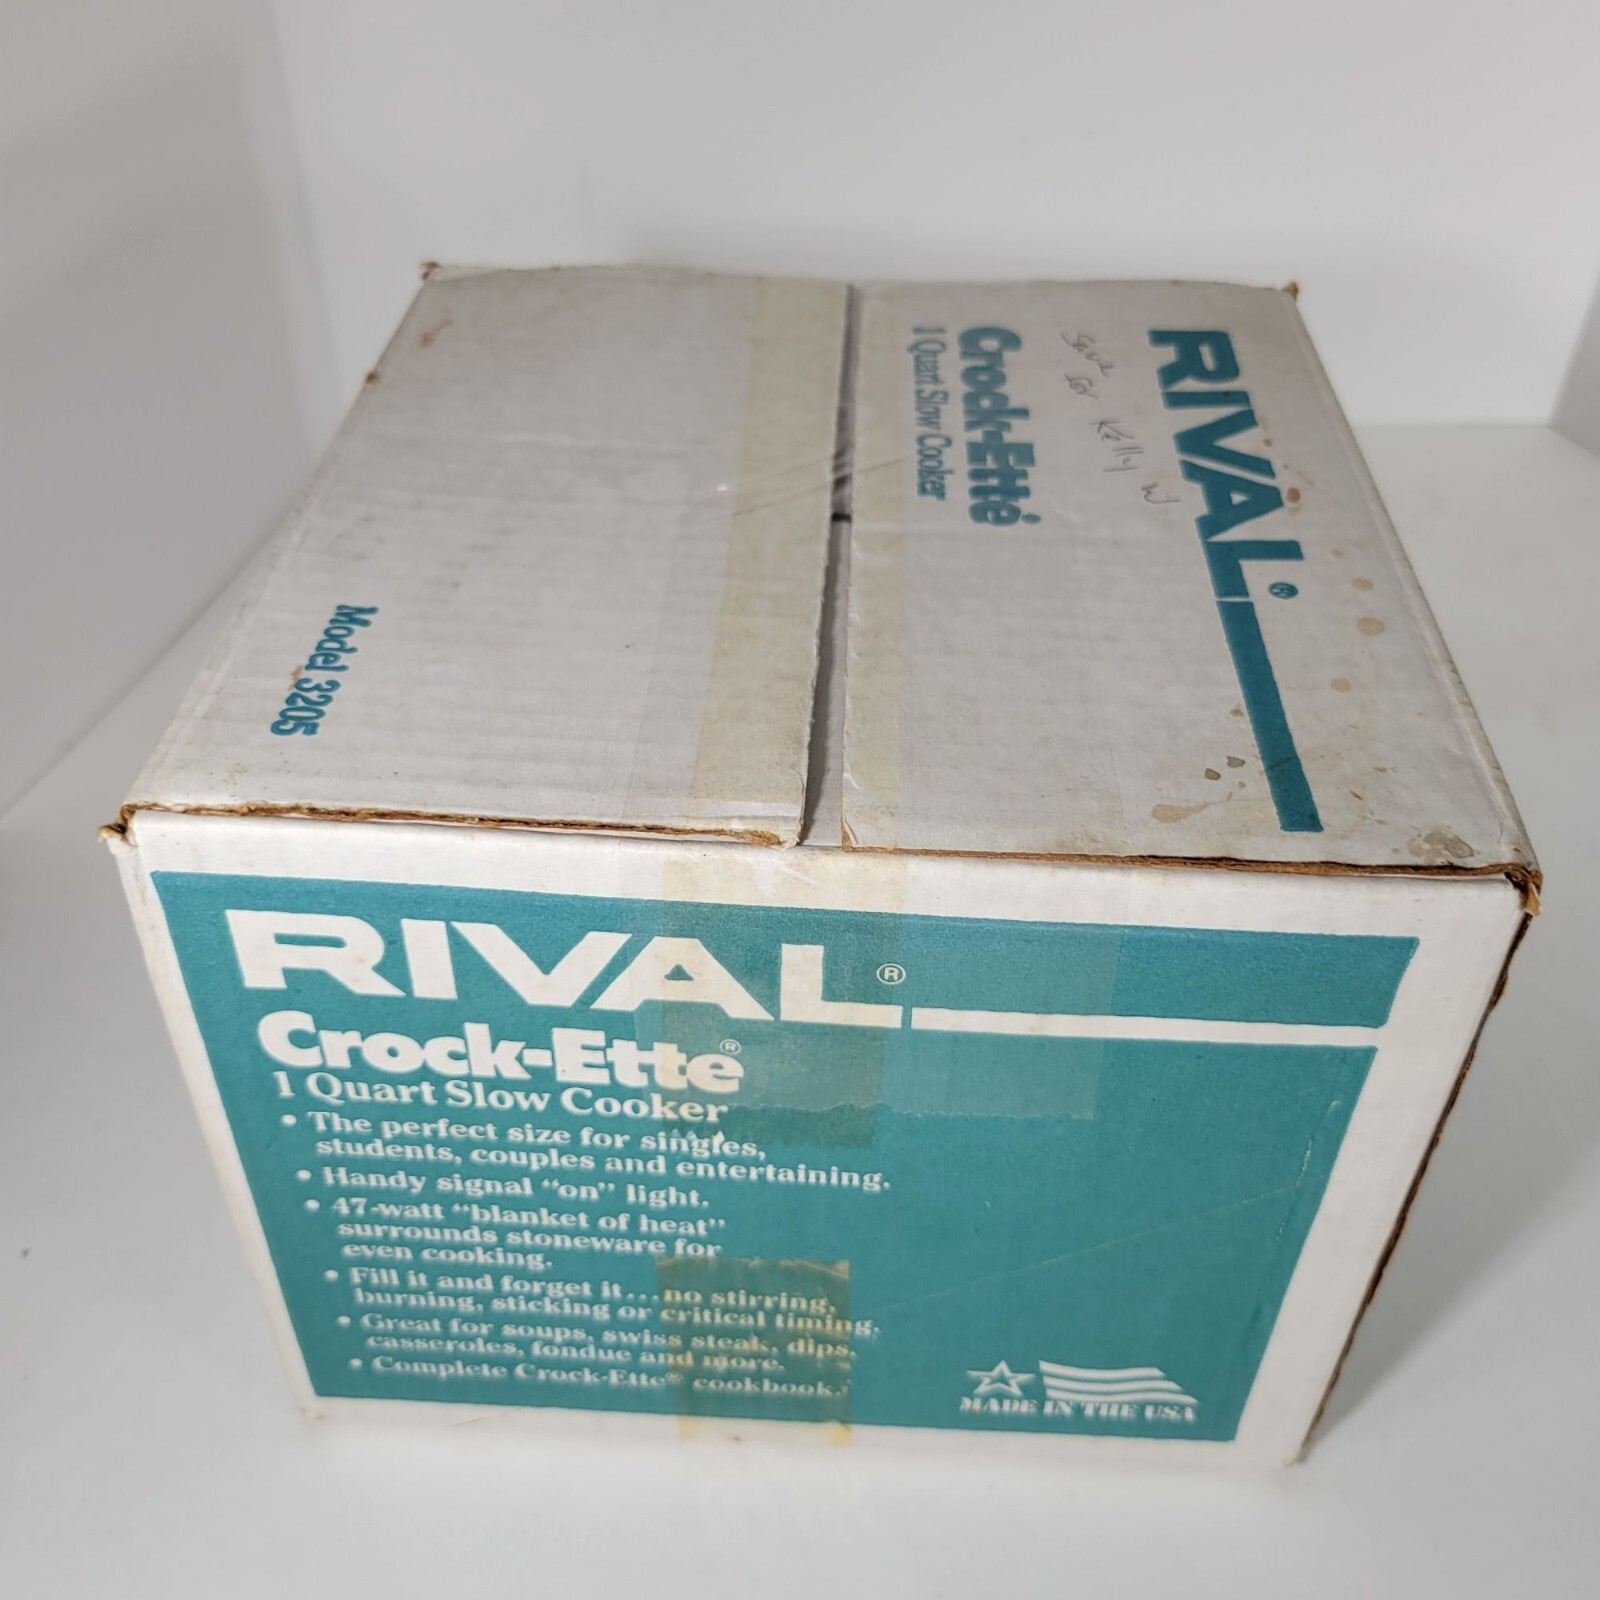 RIVAL®
Save for Kelly W
Crock-Ette®
1 Quart Slow Cooker
Model 3205
RIVAL®
Crock-Ette®
1 Quart Slow Cooker
• The perfect size for singles,
students, couples and entertaining.
• Handy signal “on” light.
• 47-watt “blanket of heat”
surrounds stoneware for
even cooking.
• Fill it and forget it...no stirring,
burning, sticking or critical timing.
• Great for soups, swiss steak, dips,
casseroles, fondue and more.
• Complete Crock-Ette® cookbook.
MADE IN THE USA